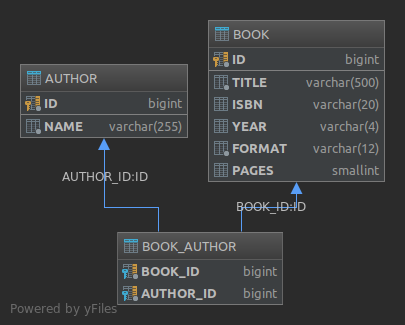 BOOK
ID bigint
TITLE varchar(500)
ISBN varchar(20)
YEAR varchar(4)
FORMAT varchar(12)
PAGES smallint
AUTHOR
ID bigint
NAME varchar(255)
AUTHOR_ID:ID
BOOK_ID:ID
BOOK_AUTHOR
BOOK_ID bigint
AUTHOR_ID bigint
Powered by yFiles